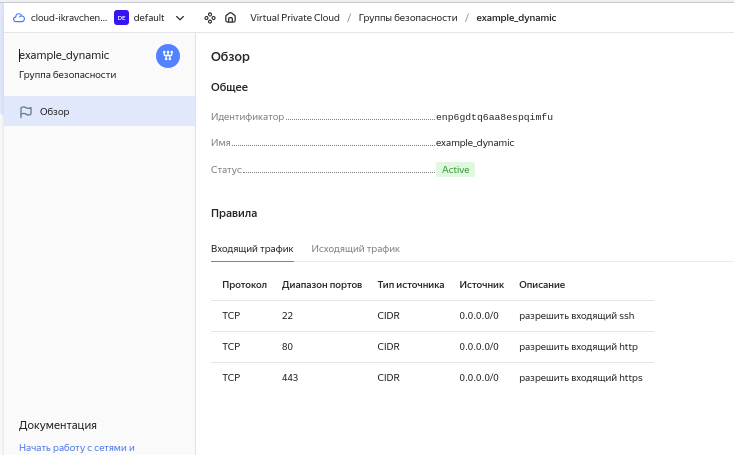 cloud-ikravchen... DE default Virtual Private Cloud / Группы безопасности / example_dynamic
example_dynamic
Группа безопасности
Обзор
Документация
Начать работу с сетями и
Обзор
Общее
Идентификатор enp6gdtq6aa8espqimfu
Имя example_dynamic
Статус Active
Правила
Входящий трафик Исходящий трафик
Протокол Диапазон портов Тип источника Источник Описание
TCP 22 CIDR 0.0.0.0/0 разрешить входящий ssh
TCP 80 CIDR 0.0.0.0/0 разрешить входящий http
TCP 443 CIDR 0.0.0.0/0 разрешить входящий https